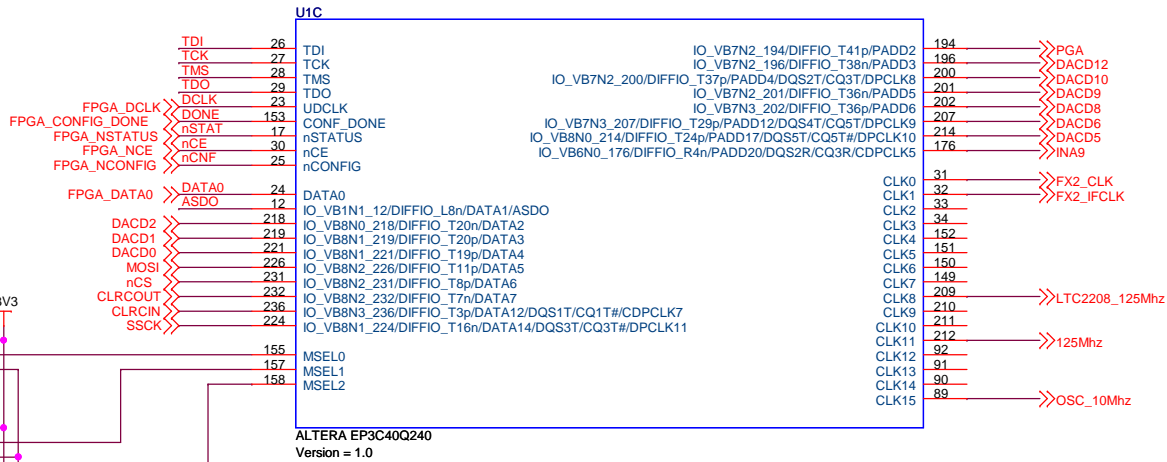 U1C
TDI 26 TDI
TCK 27 TCK
TMS 28 TMS
TDO 29 TDO
FPGA_DCLK DCLK 23 UDCLK
FPGA_CONFIG_DONE DONE 153 CONF_DONE
FPGA_NSTATUS nSTAT 17 nSTATUS
FPGA_NCE nCE 30 nCE
FPGA_NCONFIG nCNF 25 nCONFIG
FPGA_DATA0 DATA0 24 DATA0
ASDO 12 IO_VB1N1_12/DIFFIO_L8n/DATA1/ASDO
DACD2 218 IO_VB8N0_218/DIFFIO_T20n/DATA2
DACD1 219 IO_VB8N1_219/DIFFIO_T20p/DATA3
DACD0 221 IO_VB8N1_221/DIFFIO_T19p/DATA4
MOSI 226 IO_VB8N2_226/DIFFIO_T11p/DATA5
nCS 231 IO_VB8N2_231/DIFFIO_T8p/DATA6
CLRCOUT 232 IO_VB8N2_232/DIFFIO_T7n/DATA7
CLRCIN 236 IO_VB8N3_236/DIFFIO_T3p/DATA12/DQS1T/CQ1T#/CDPCLK7
SSCK 224 IO_VB8N1_224/DIFFIO_T16n/DATA14/DQS3T/CQ3T#/DPCLK11
155 MSEL0
157 MSEL1
158 MSEL2
IO_VB7N2_194/DIFFIO_T41p/PADD2 194 PGA
IO_VB7N2_196/DIFFIO_T38n/PADD3 196 DACD12
IO_VB7N2_200/DIFFIO_T37p/PADD4/DQS2T/CQ3T/DPCLK8 200 DACD10
IO_VB7N2_201/DIFFIO_T36n/PADD5 201 DACD9
IO_VB7N3_202/DIFFIO_T36p/PADD6 202 DACD8
IO_VB7N3_207/DIFFIO_T29p/PADD12/DQS4T/CQ5T/DPCLK9 207 DACD6
IO_VB8N0_214/DIFFIO_T24p/PADD17/DQS5T/CQ5T#/DPCLK10 214 DACD5
IO_VB6N0_176/DIFFIO_R4n/PADD20/DQS2R/CQ3R/CDPCLK5 176 INA9
CLK0 31 FX2_CLK
CLK1 32 FX2_IFCLK
CLK2 33
CLK3 34
CLK4 152
CLK5 151
CLK6 150
CLK7 149
CLK8 209 LTC2208_125Mhz
CLK9 210
CLK10 211
CLK11 212 125Mhz
CLK12 92
CLK13 91
CLK14 90
CLK15 89 OSC_10Mhz
ALTERA EP3C40Q240
Version = 1.0